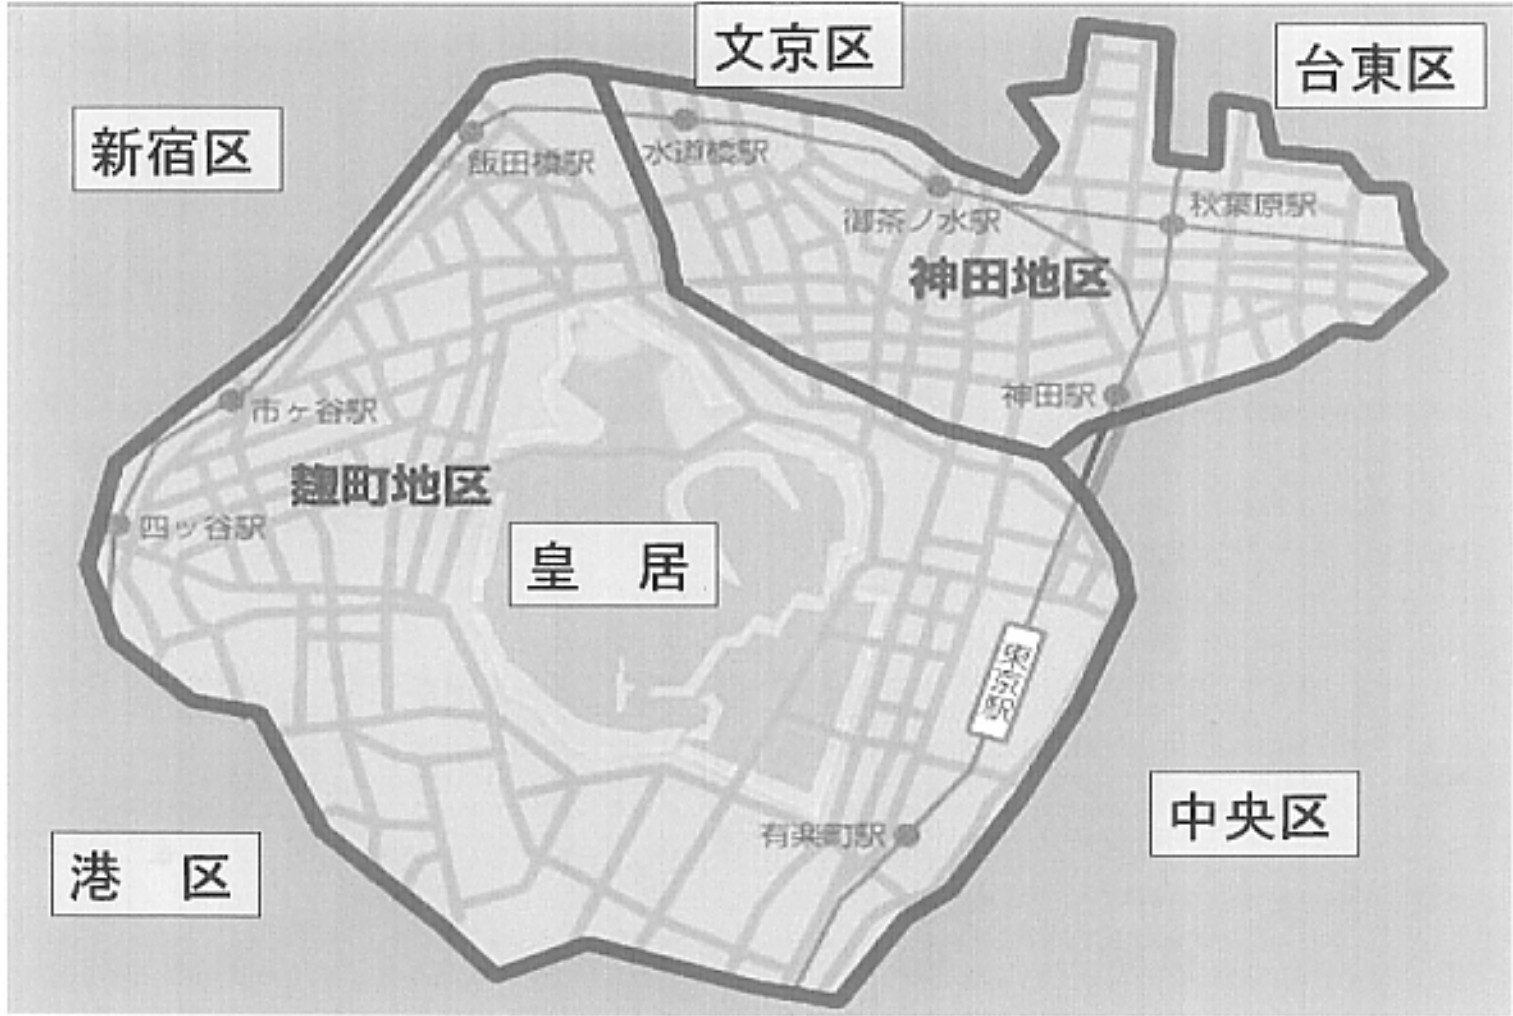 文京区
台東区
新宿区
飯田橋駅
水道橋駅
御茶ノ水駅
秋葉原駅
神田地区
神田駅
市ヶ谷駅
麹町地区
四ッ谷駅
皇 居
東京駅
中央区
有楽町駅
港 区